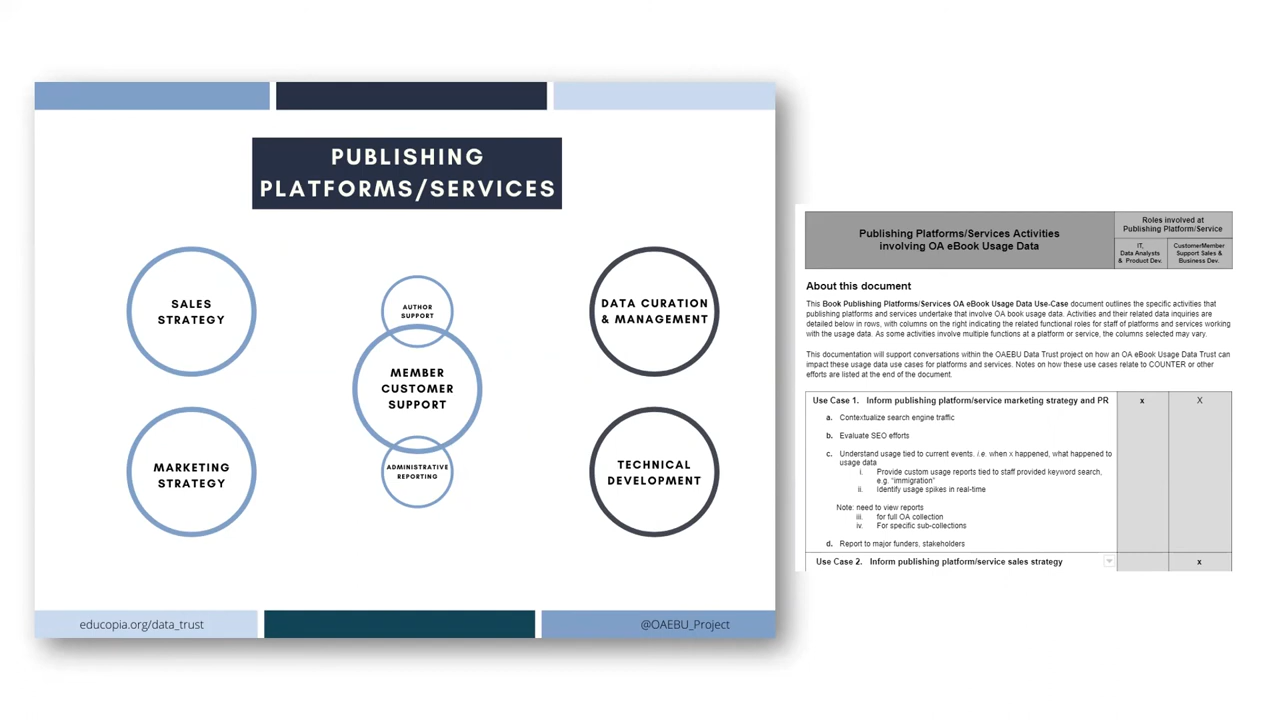 PUBLISHING
PLATFORMS/SERVICES
SALES
STRATEGY
MARKETING
STRATEGY
AUTHOR
SUPPORT
MEMBER
CUSTOMER
SUPPORT
ADMINISTRATIVE
REPORTING
DATA CURATION
& MANAGEMENT
TECHNICAL
DEVELOPMENT
educopia.org/data_trust
@OAEBU_Project
Publishing Platforms/Services Activities
involving OA eBook Usage Data
Roles involved at
Publishing Platform/Service
IT,
Data Analysts
& Product Dev.
CustomerMember
Support Sales &
Business Dev.
About this document
This Book Publishing Platforms/Services OA eBook Usage Data Use-Case document outlines the specific activities that
publishing platforms and services undertake that involve OA book usage data. Activities and their related data inquiries are
detailed below in rows, with columns on the right indicating the related functional roles for staff of platforms and services working
with the usage data. As some activities involve multiple functions at a platform or service, the columns selected may vary.
This documentation will support conversations within the OAEBU Data Trust project on how an OA eBook Usage Data Trust can
impact these usage data use cases for platforms and services. Notes on how these use cases relate to COUNTER or other
efforts are listed at the end of the document.
Use Case 1. Inform publishing platform/service marketing strategy and PR x X
a. Contextualize search engine traffic
b. Evaluate SEO efforts
c. Understand usage tied to current events. i.e. when x happened, what happened to
usage data
i. Provide custom usage reports tied to staff provided keyword search,
e.g. "immigration"
ii. Identify usage spikes in real-time
Note: need to view reports
iii. for full OA collection
iv. For specific sub-collections
d. Report to major funders, stakeholders
Use Case 2. Inform publishing platform/service sales strategy x